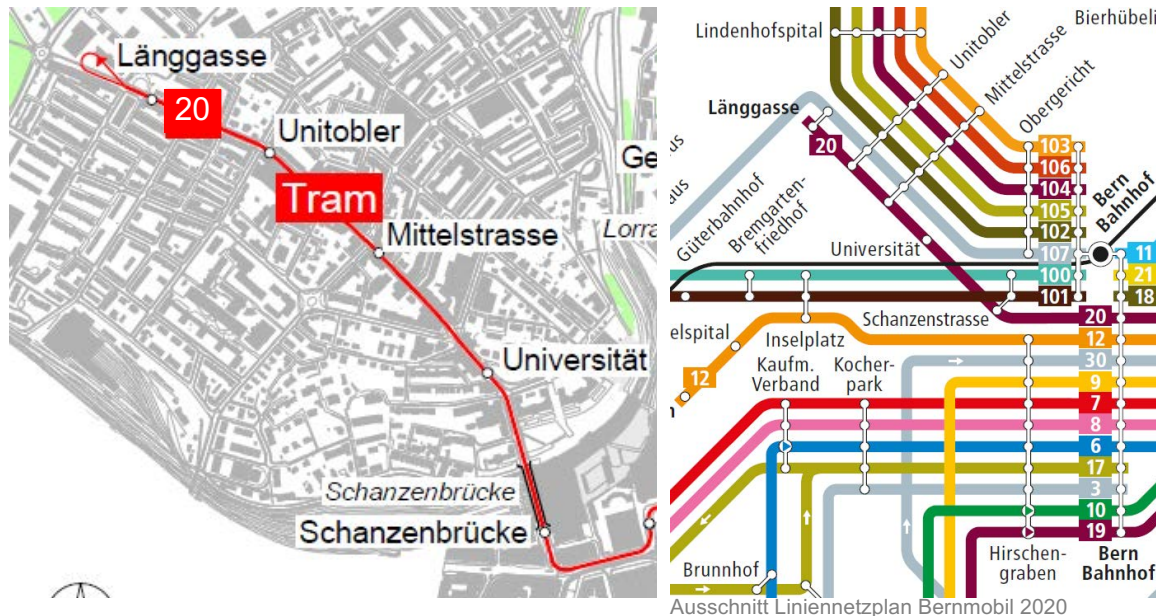 Länggasse
20
Unitobler
Tram
Mittelstrasse
Ge
Lorra
Universität
Schanzenbrücke
Schanzenbrücke
Lindenhofspital
Unitobler
Mittelstrasse
Bierhübeli
Obergericht
Länggasse
20
103
106
104
105
102
107
100
101
Bern
Bahnhof
aus
aus
Güterbahnhof
Bremgarten-
friedhof
Universität
Schanzenstrasse
11
21
18
20
12
30
9
7
8
6
17
3
10
19
elspital
12
n
Inselplatz
Kaufm.
Verband
Kocher-
park
Brunnhof
Hirschen-
graben
Bern
Bahnhof
Ausschnitt Liniennetzplan Bernmobil 2020